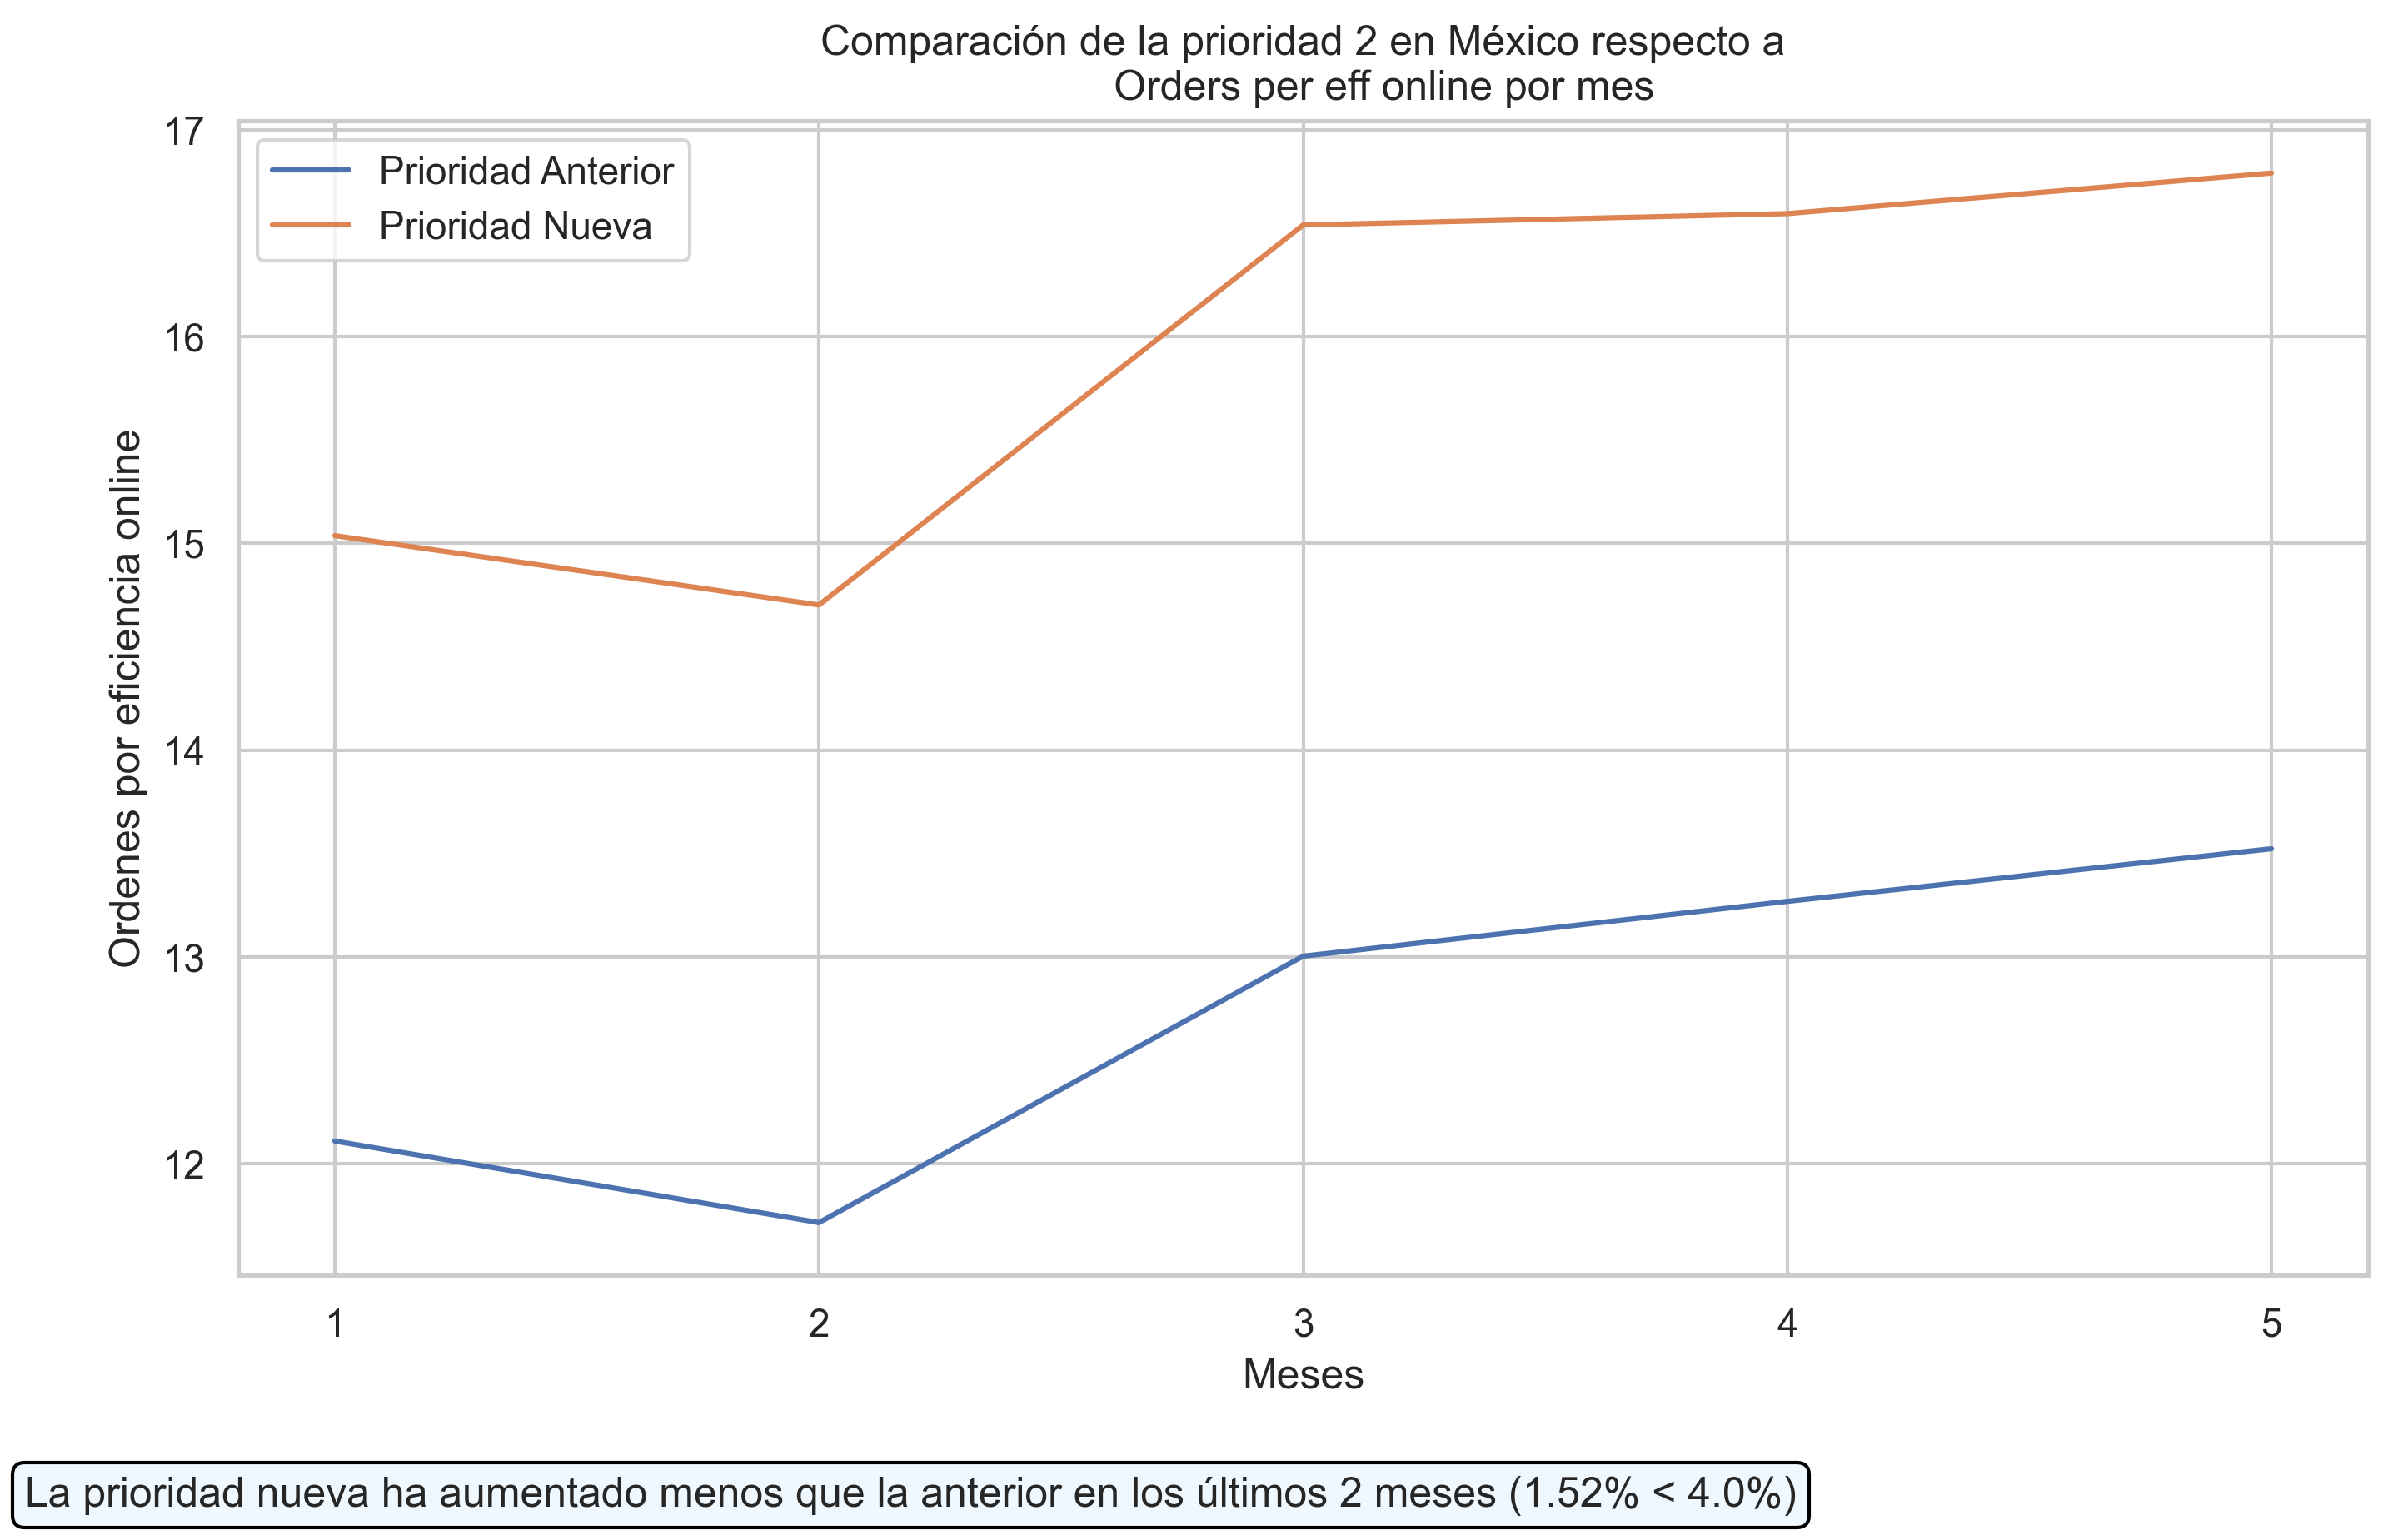 Comparación de la prioridad 2 en México respecto a
Orders per eff online por mes
17
16
15
14
13
12
Ordenes por eficiencia online
Prioridad Anterior
Prioridad Nueva
1 2 3 4 5
Meses
La prioridad nueva ha aumentado menos que la anterior en los últimos 2 meses (1.52% < 4.0%)